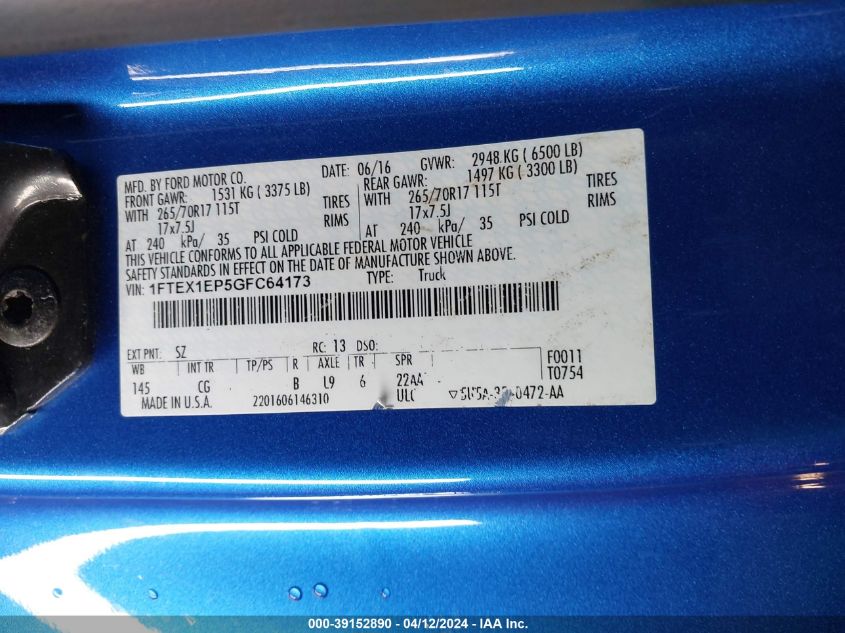 MFD. BY FORD MOTOR CO. DATE: 06/16 GVWR: 2948.KG ( 6500 LB)
FRONT GAWR: 1531 KG ( 3375 LB) REAR GAWR: 1497 KG ( 3300 LB)
WITH 265/70R17 115T TIRES WITH 265/70R17 115T TIRES
17x7.5J RIMS 17x7.5J RIMS
AT 240 kPa/ 35 PSI COLD AT 240 kPa/ 35 PSI COLD
THIS VEHICLE CONFORMS TO ALL APPLICABLE FEDERAL MOTOR VEHICLE
SAFETY STANDARDS IN EFFECT ON THE DATE OF MANUFACTURE SHOWN ABOVE.
VIN: 1FTEX1EP5GFC64173 TYPE: Truck
EXT PNT: SZ RC: 13 DSO: F0011
WB INT TR TP/PS R AXLE TR SPR T0754
145 CG B L9 6 22AA
MADE IN U.S.A. 2201606146310 ULC
000-39152890 - 04/12/2024 - IAA Inc.